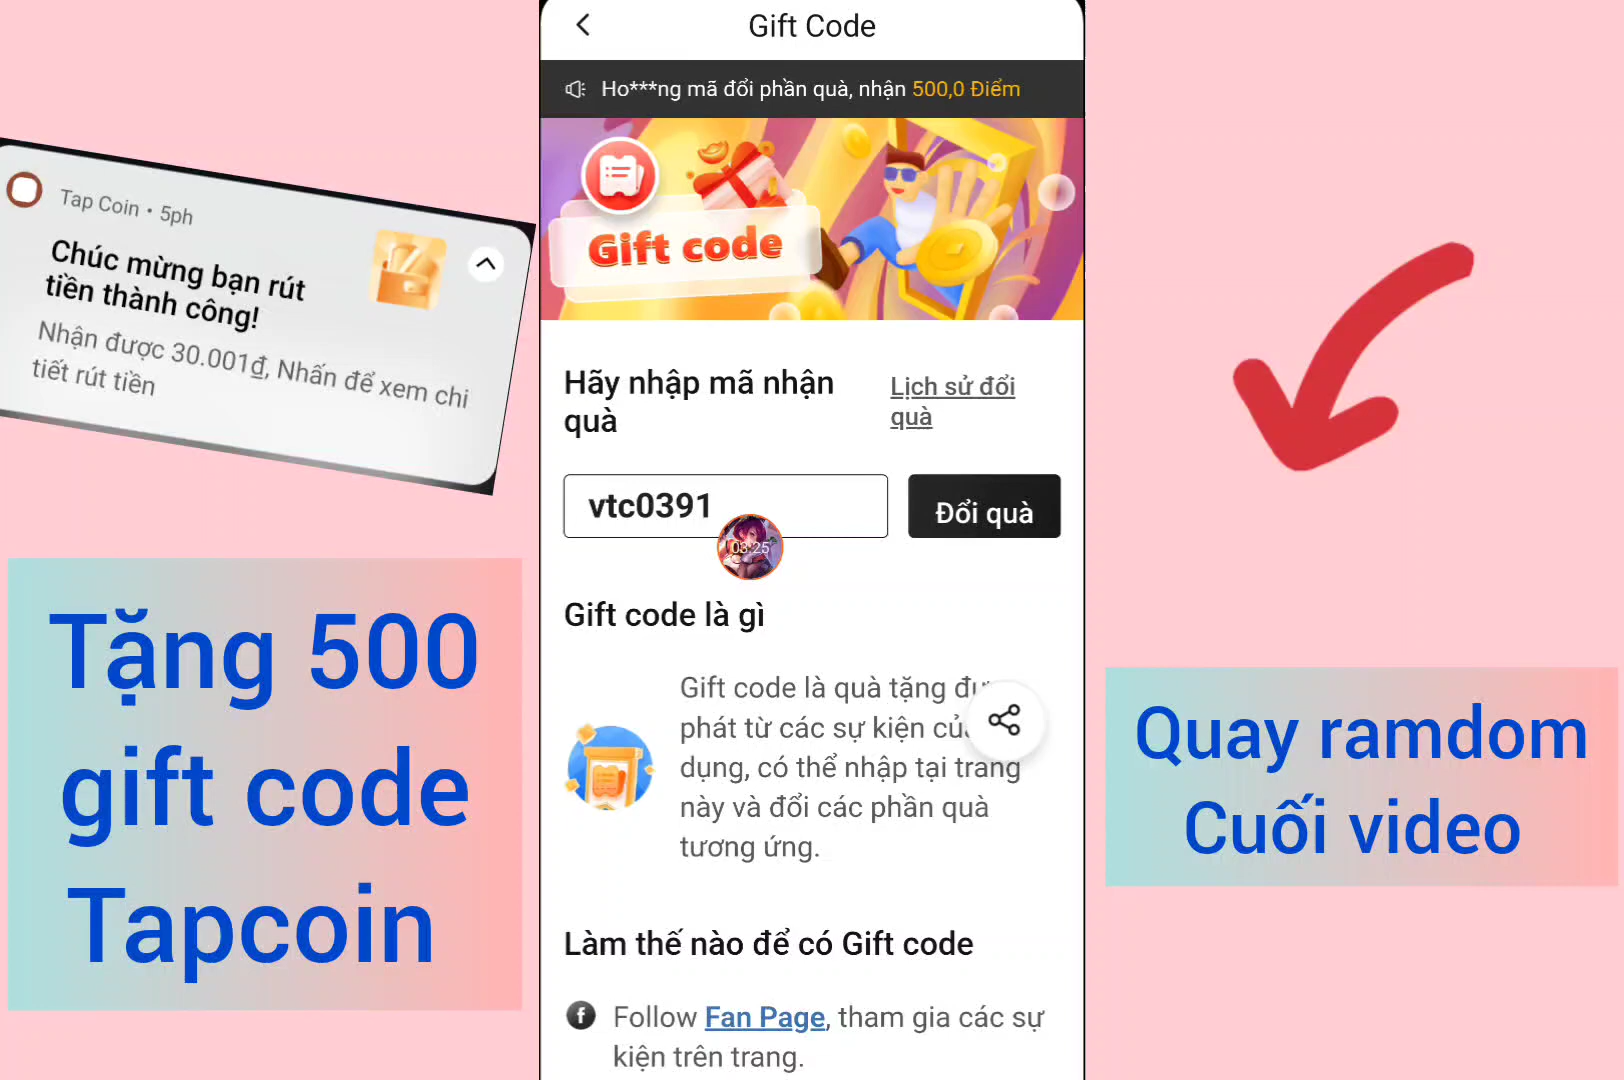 Gift Code
Ho***ng mã đổi phần quà, nhận 500,0 Điểm
Gift code
Tap Coin • 5ph
Chúc mừng bạn rút
tiền thành công!
Nhận được 30.001₫, Nhấn để xem chi
tiết rút tiền
Hãy nhập mã nhận
quà
Lịch sử đổi
quà
vtc0391
Đổi quà
03:25
Gift code là gì
Gift code là quà tặng
phát từ các sự kiện
dụng, có thể nhập tại trang
này và đổi các phần quà
tương ứng.
Làm thế nào để có Gift code
Follow Fan Page, tham gia các sự
kiện trên trang.
Tặng 500
gift code
Tapcoin
Quay ramdom
Cuối video